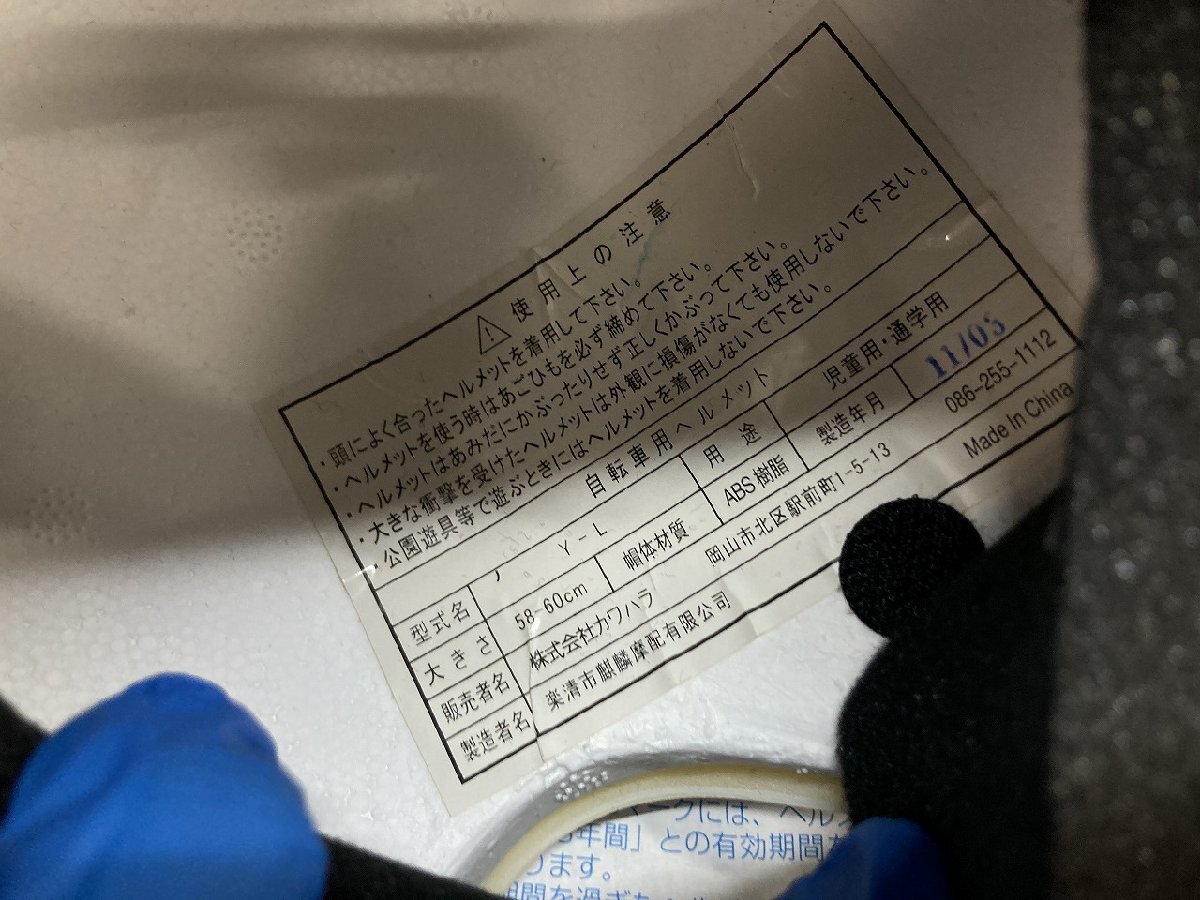 ⚠ 使用上の注意
・頭によく合ったヘルメットを着用して下さい。
・ヘルメットを使う時はあごひもを必ず締めて下さい。
・ヘルメットはあみだにかぶったりせず正しくかぶって下さい。
・大きな衝撃を受けたヘルメットは外観に損傷がなくても使用しないで下さい。
・公園遊具等で遊ぶときにはヘルメットを着用しないで下さい。
自転車用ヘルメット
型式名 Y-L 用途 児童用・通学用
大きさ 58-60cm 帽体材質 ABS樹脂 製造年月 11/05
販売者名 株式会社カワハラ 岡山市北区駅前町1-5-13 086-255-1112
製造者名 楽清市麒麟摩配有限公司 Made In China
には、ヘル
年間」との有効期間
ります。